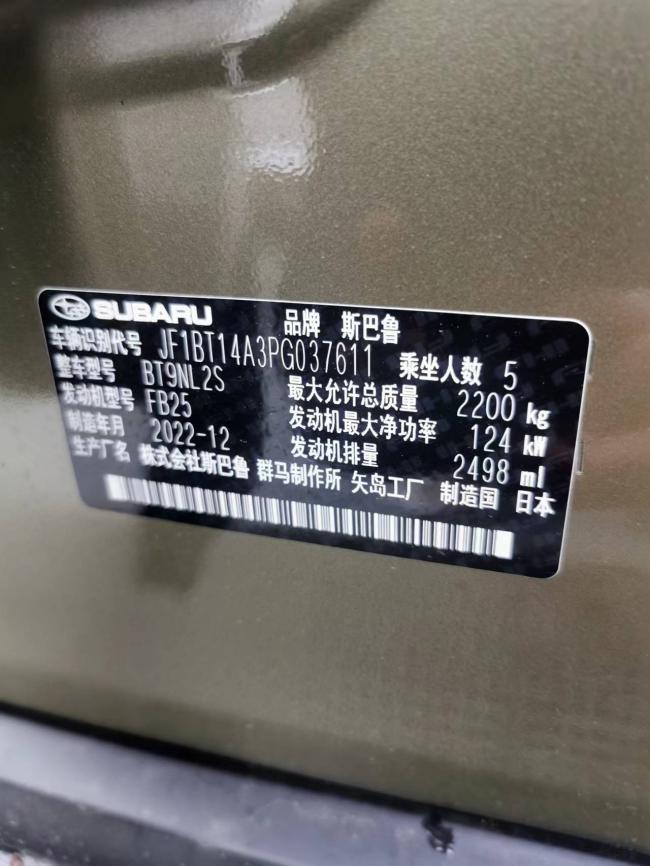 SUBARU 品牌 斯巴鲁
车辆识别代号 JF1BT14A3PG037611 乘坐人数 5
整车型号 BT9NL2S 最大允许总质量 2200 kg
发动机型号 FB25 发动机最大净功率 124 kW
制造年月 2022-12 发动机排量 2498 ml
生产厂名 株式会社斯巴鲁 群马制作所 矢岛工厂 制造国 日本